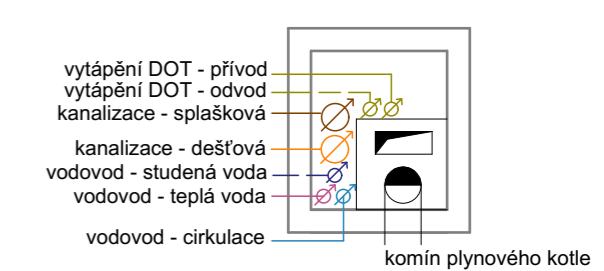 vytápění DOT - přívod
vytápění DOT - odvod
kanalizace - splašková
kanalizace - dešťová
vodovod - studená voda
vodovod - teplá voda
vodovod - cirkulace
komín plynového kotle